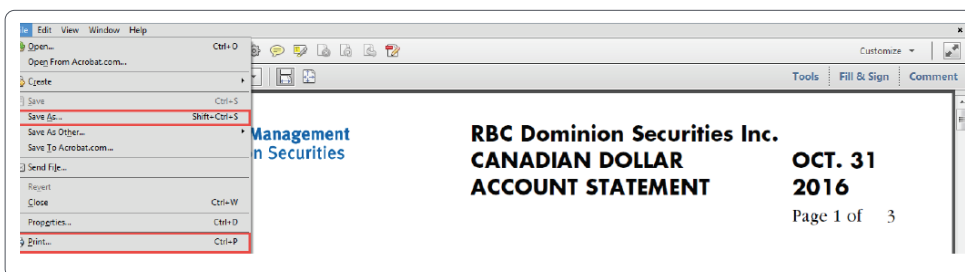 Edit View Window Help
Open... Ctrl+O
Open From Acrobat.com...
Create
Save Ctrl+S
Save As... Shift+Ctrl+S
Save As Other...
Save To Acrobat.com...
Send File...
Revert
Close Ctrl+W
Properties... Ctrl+D
Print... Ctrl+P
Customize
Tools Fill & Sign Comment
Management
Securities
RBC Dominion Securities Inc.
CANADIAN DOLLAR OCT. 31
ACCOUNT STATEMENT 2016
Page 1 of 3